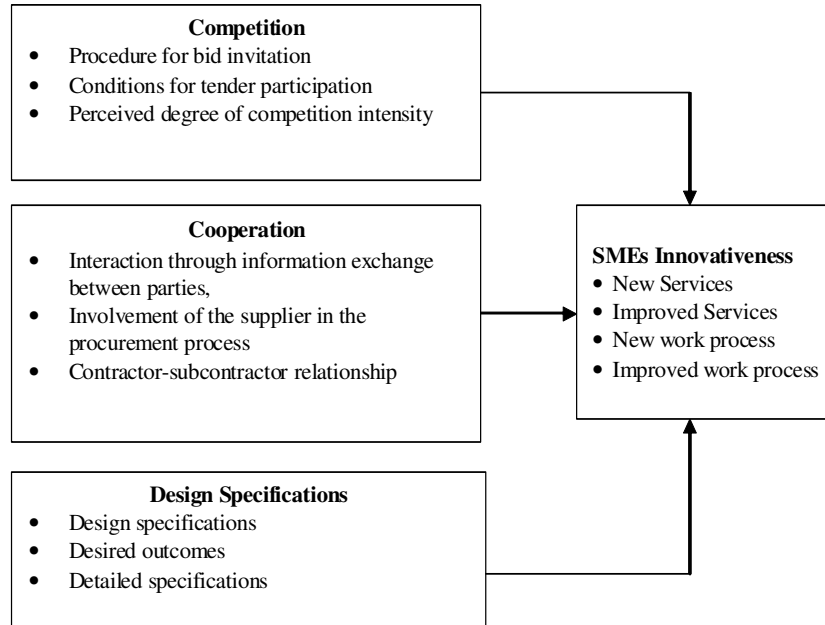 Competition
• Procedure for bid invitation
• Conditions for tender participation
• Perceived degree of competition intensity
Cooperation
• Interaction through information exchange
between parties,
• Involvement of the supplier in the
procurement process
• Contractor-subcontractor relationship
SMEs Innovativeness
• New Services
• Improved Services
• New work process
• Improved work process
Design Specifications
• Design specifications
• Desired outcomes
• Detailed specifications